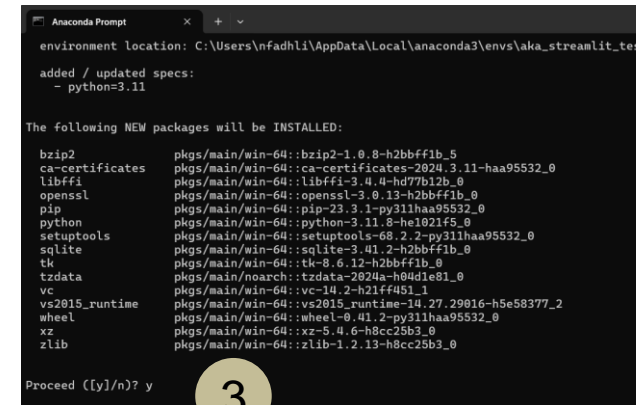 Anaconda Prompt
environment location: C:\Users\nfadhli\AppData\Local\anaconda3\envs\aka_streamlit_tes
added / updated specs:
- python=3.11
The following NEW packages will be INSTALLED:
bzip2 pkgs/main/win-64::bzip2-1.0.8-h2bbff1b_5
ca-certificates pkgs/main/win-64::ca-certificates-2024.3.11-haa95532_0
libffi pkgs/main/win-64::libffi-3.4.4-hd77b12b_0
openssl pkgs/main/win-64::openssl-3.0.13-h2bbff1b_0
pip pkgs/main/win-64::pip-23.3.1-py311haa95532_0
python pkgs/main/win-64::python-3.11.8-he1021f5_0
setuptools pkgs/main/win-64::setuptools-68.2.2-py311haa95532_0
sqlite pkgs/main/win-64::sqlite-3.41.2-h2bbff1b_0
tk pkgs/main/win-64::tk-8.6.12-h2bbff1b_0
tzdata pkgs/main/noarch::tzdata-2024a-h04d1e81_0
vc pkgs/main/win-64::vc-14.2-h21ff451_1
vs2015_runtime pkgs/main/win-64::vs2015_runtime-14.27.29016-h5e58377_2
wheel pkgs/main/win-64::wheel-0.41.2-py311haa95532_0
xz pkgs/main/win-64::xz-5.4.6-h8cc25b3_0
zlib pkgs/main/win-64::zlib-1.2.13-h8cc25b3_0
Proceed ([y]/n)? y
3